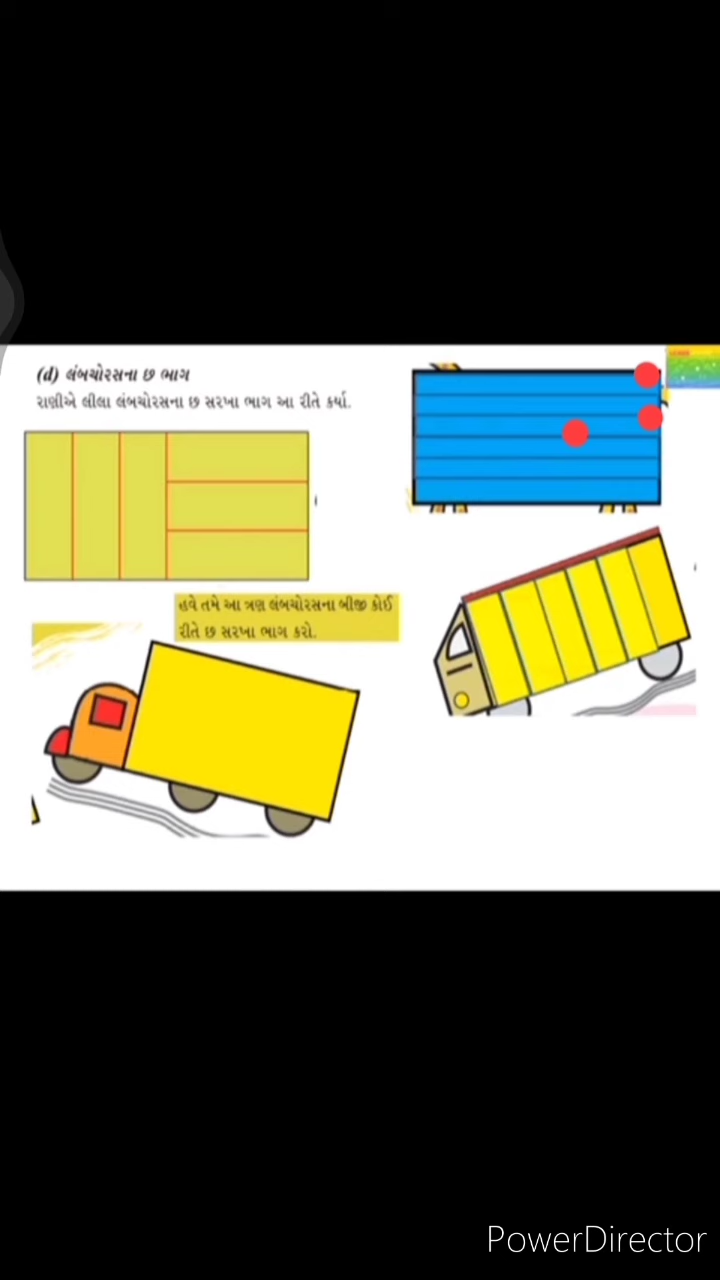 (d) લંબચોરસના છ ભાગ
રાણીએ લીલા લંબચોરસના છ સરખા ભાગ આ રીતે કર્યા.
હવે તમે આ ત્રણ લંબચોરસના બીજી કોઈ
રીતે છ સરખા ભાગ કરો.
PowerDirector